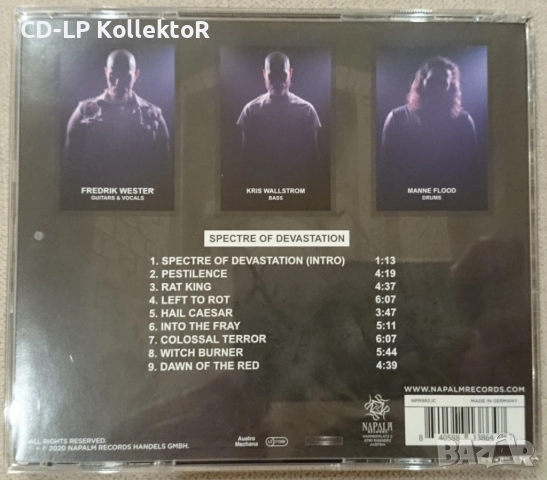 CD-LP KollektoR
FREDRIK WESTER
GUITARS & VOCALS
KRIS WALLSTROM
BASS
MANNE FLOOD
DRUMS
SPECTRE OF DEVASTATION
1. SPECTRE OF DEVASTATION (INTRO) 1:13
2. PESTILENCE 4:19
3. RAT KING 4:37
4. LEFT TO ROT 6:07
5. HAIL CAESAR 3:47
6. INTO THE FRAY 5:11
7. COLOSSAL TERROR 6:07
8. WITCH BURNER 5:44
9. DAWN OF THE RED 4:39
WWW.NAPALMRECORDS.COM
MADE IN GERMANY
NAPALM
RECORDS
Austro
Mechana
ALL RIGHTS RESERVED.
2020 NAPALM RECORDS HANDELS GMBH.
BAZAR